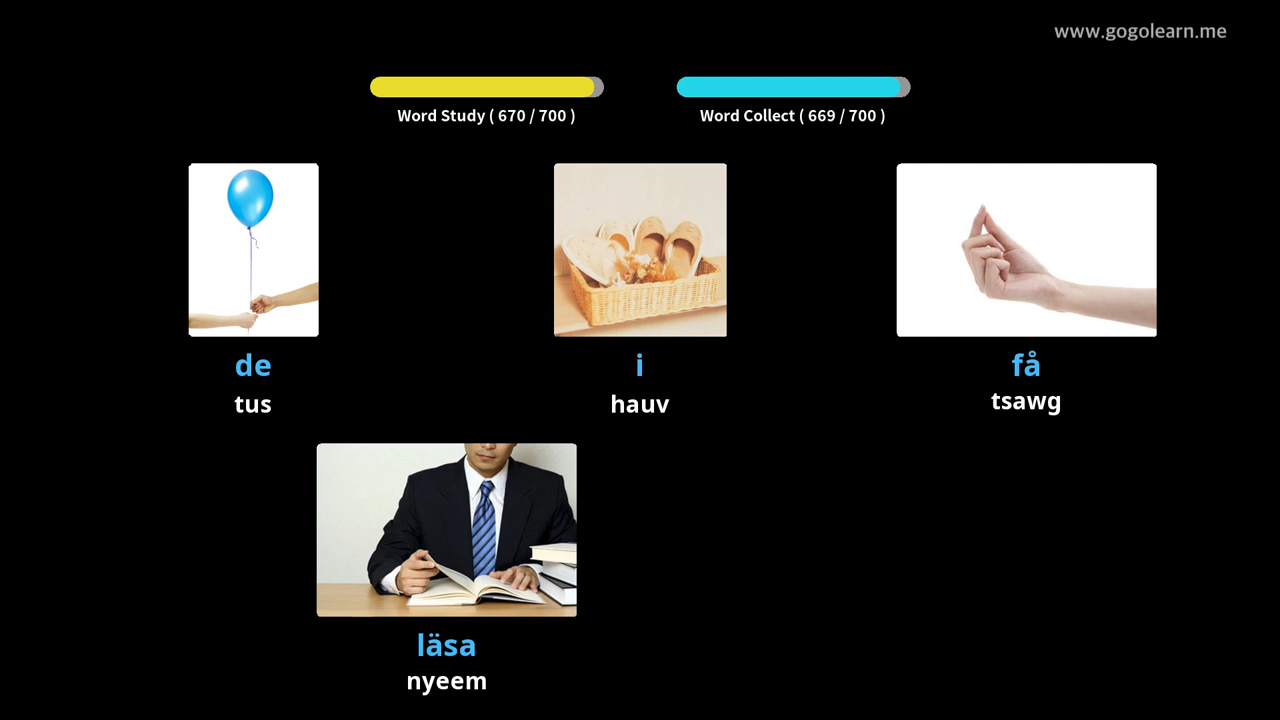 www.gogolearn.me
Word Study ( 670 / 700 )
Word Collect ( 669 / 700 )
de
tus
i
hauv
få
tsawg
läsa
nyeem